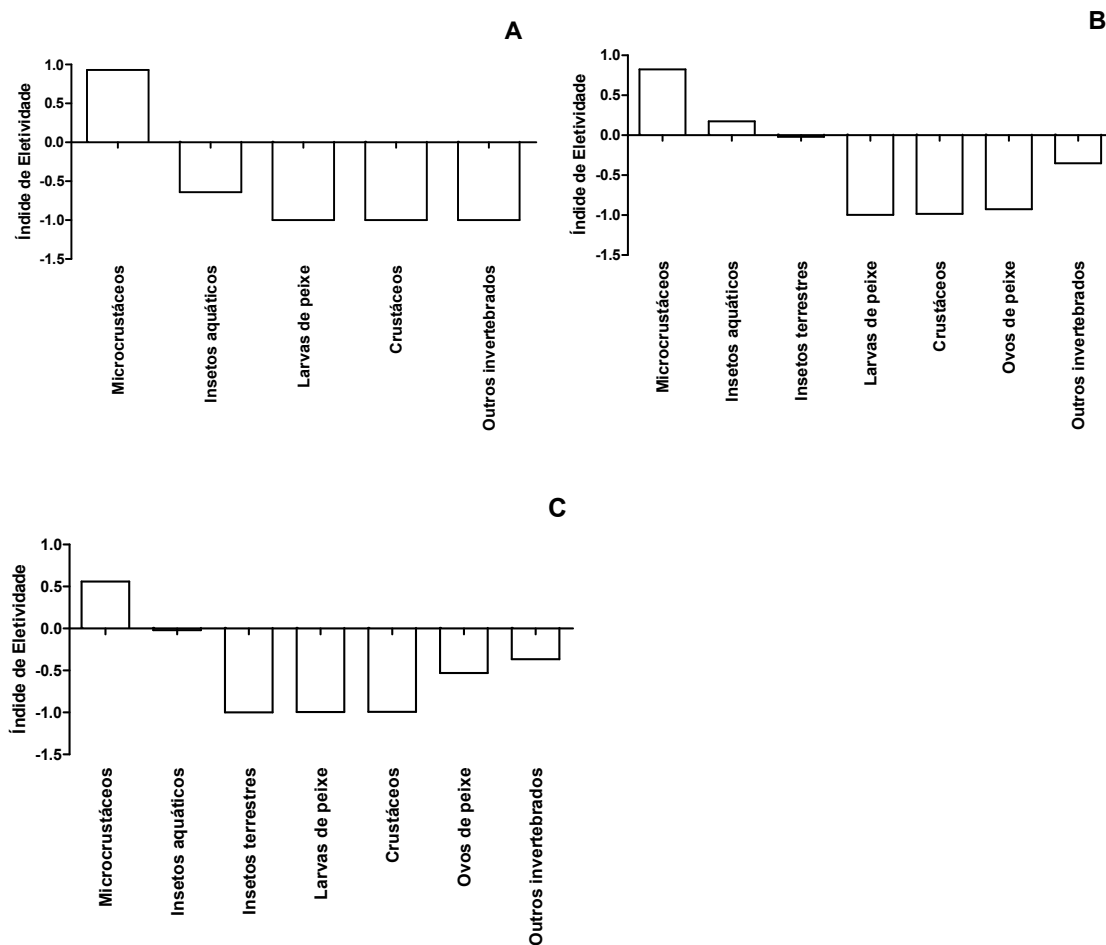 A
1.0
0.5
0.0
-0.5
-1.0
-1.5
Índide de Eletividade
Microcrustáceos
Insetos aquáticos
Larvas de peixe
Crustáceos
Outros invertebrados
B
1.0
0.5
0.0
-0.5
-1.0
-1.5
Índide de Eletividade
Microcrustáceos
Insetos aquáticos
Insetos terrestres
Larvas de peixe
Crustáceos
Ovos de peixe
Outros invertebrados
C
1.0
0.5
0.0
-0.5
-1.0
-1.5
Índide de Eletividade
Microcrustáceos
Insetos aquáticos
Insetos terrestres
Larvas de peixe
Crustáceos
Ovos de peixe
Outros invertebrados